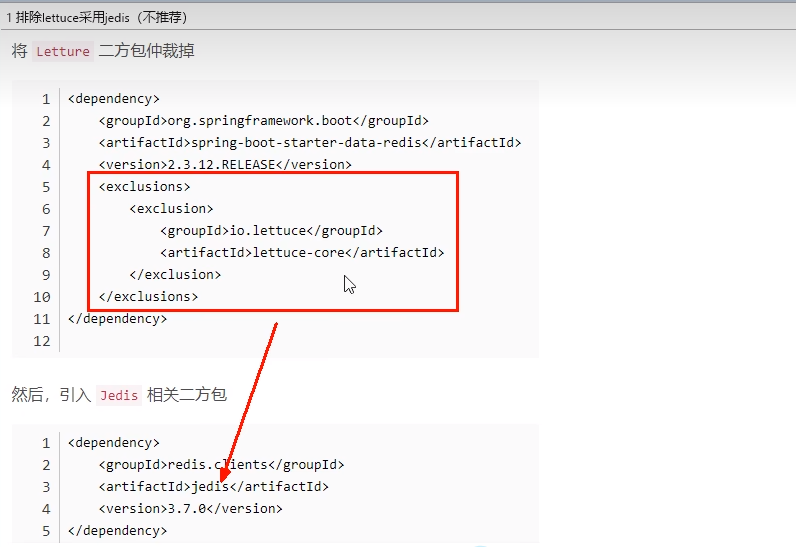 1 排除lettuce采用jedis（不推荐）
将 Letture 二方包仲裁掉
1 <dependency>
2 <groupId>org.springframework.boot</groupId>
3 <artifactId>spring-boot-starter-data-redis</artifactId>
4 <version>2.3.12.RELEASE</version>
5 <exclusions>
6 <exclusion>
7 <groupId>io.lettuce</groupId>
8 <artifactId>lettuce-core</artifactId>
9 </exclusion>
10 </exclusions>
11 </dependency>
12
然后，引入 Jedis 相关二方包
1 <dependency>
2 <groupId>redis.clients</groupId>
3 <artifactId>jedis</artifactId>
4 <version>3.7.0</version>
5 </dependency>